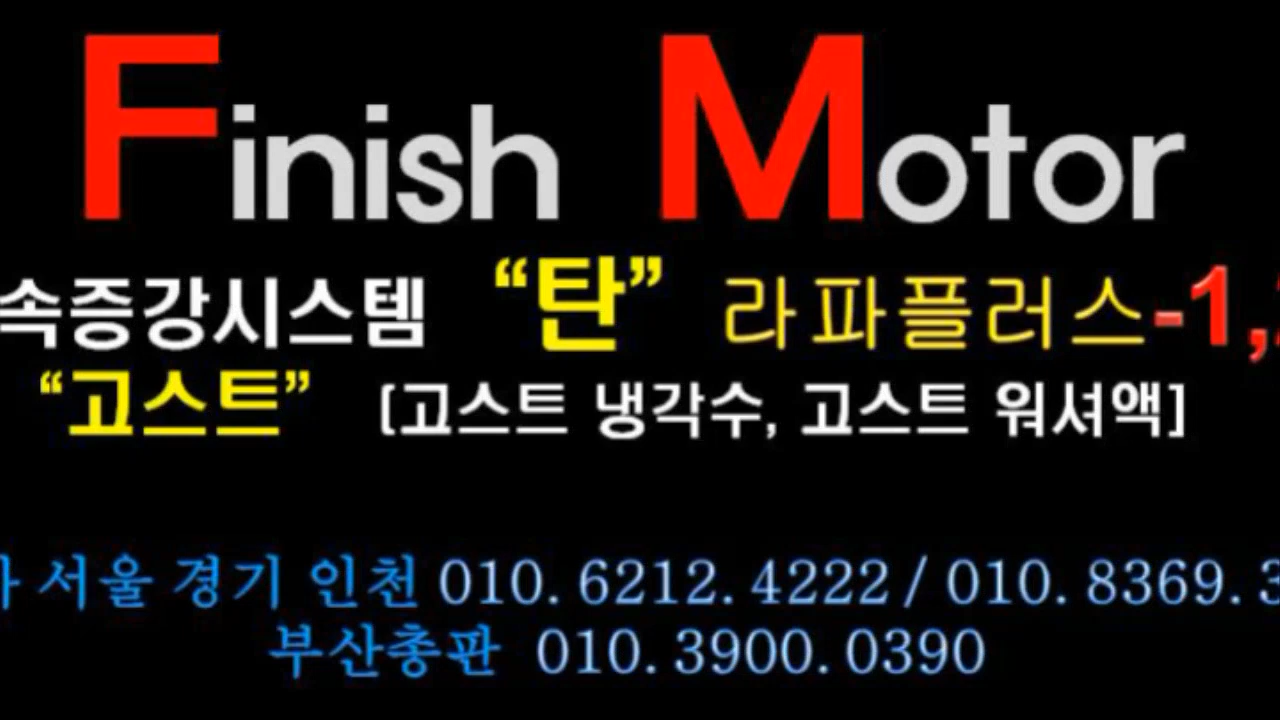 Finish Motor
속증강시스템 “탄” 라파플러스-1,
“고스트” [고스트 냉각수, 고스트 워셔액]
서울 경기 인천 010.6212.4222 / 010.8369.3
부산총판 010.3900.0390